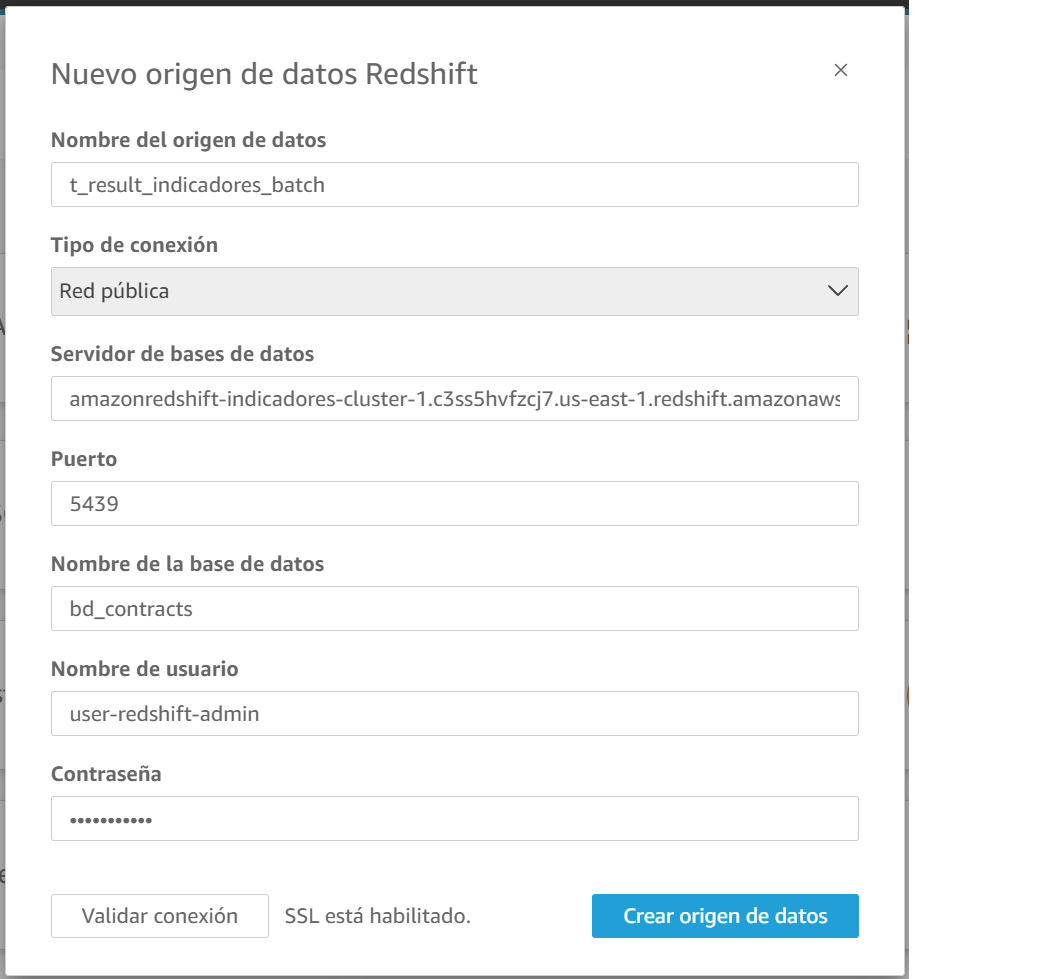 Nuevo origen de datos Redshift
Nombre del origen de datos
t_result_indicadores_batch
Tipo de conexión
Red pública
Servidor de bases de datos
amazonredshift-indicadores-cluster-1.c3ss5hvfzcj7.us-east-1.redshift.amazonaws
Puerto
5439
Nombre de la base de datos
bd_contracts
Nombre de usuario
user-redshift-admin
Contraseña
•••••••••••
Validar conexión SSL está habilitado. Crear origen de datos